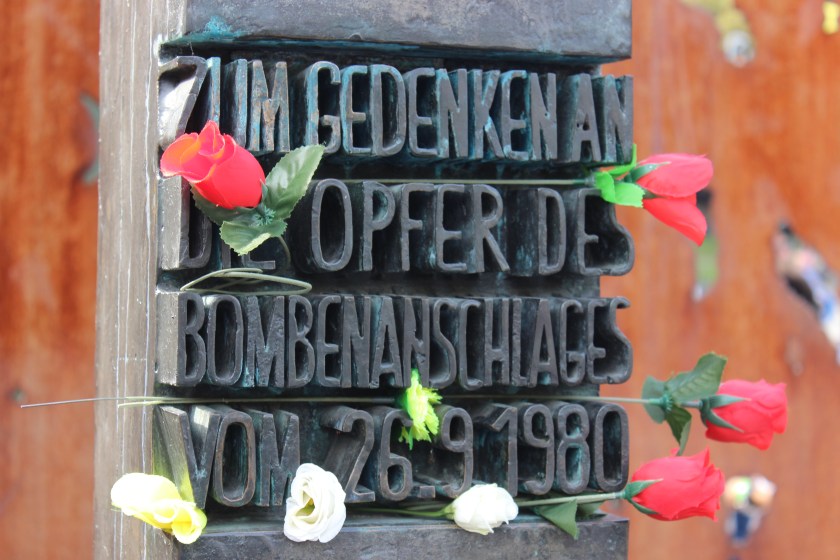 ZUM GEDENKEN AN
DIE OPFER DES
BOMBENANSCHLAGES
VOM 26.9.1980